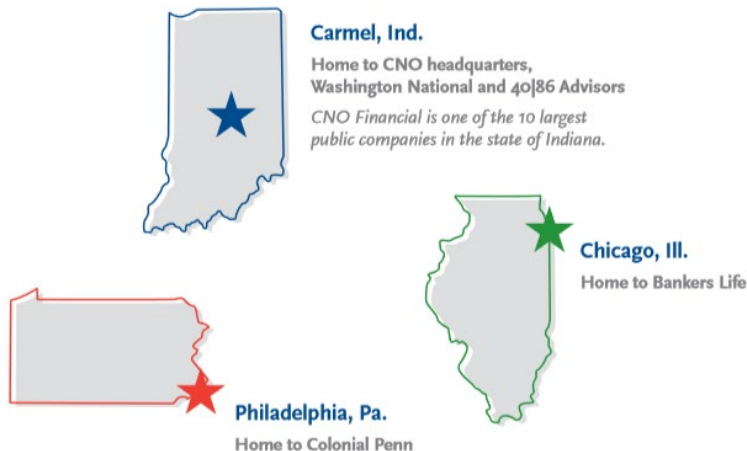 Carmel, Ind.
Home to CNO headquarters,
Washington National and 40|86 Advisors
CNO Financial is one of the 10 largest
public companies in the state of Indiana.
Chicago, Ill.
Home to Bankers Life
Philadelphia, Pa.
Home to Colonial Penn